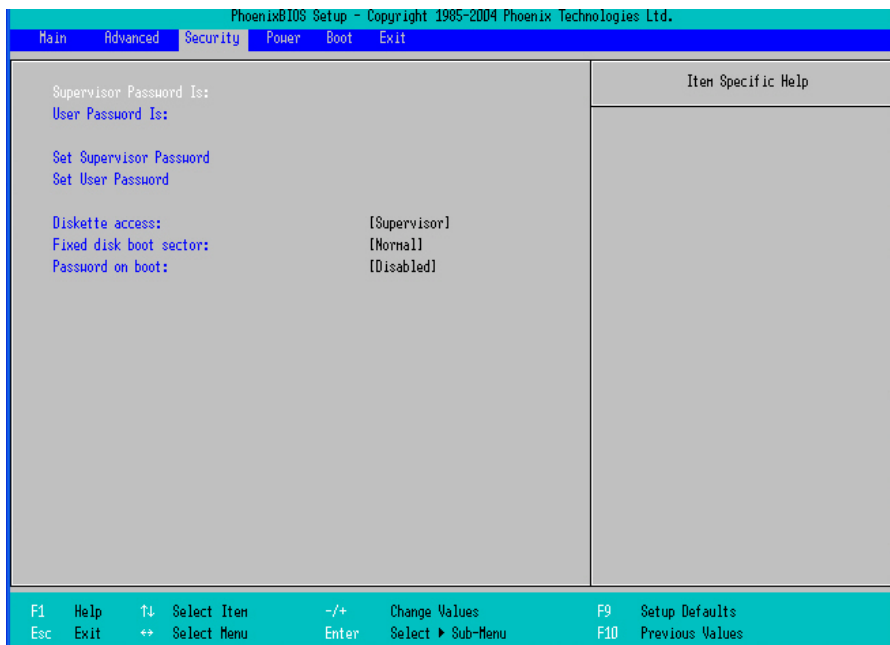 PhoenixBIOS Setup - Copyright 1985-2004 Phoenix Technologies Ltd.
Main Advanced Security Power Boot Exit
Item Specific Help
Supervisor Password Is:
User Password Is:
Set Supervisor Password
Set User Password
Diskette access: [Supervisor]
Fixed disk boot sector: [Normal]
Password on boot: [Disabled]
F1 Help ↑↓ Select Item -/+ Change Values F9 Setup Defaults
Esc Exit ↔ Select Menu Enter Select ▶ Sub-Menu F10 Previous Values